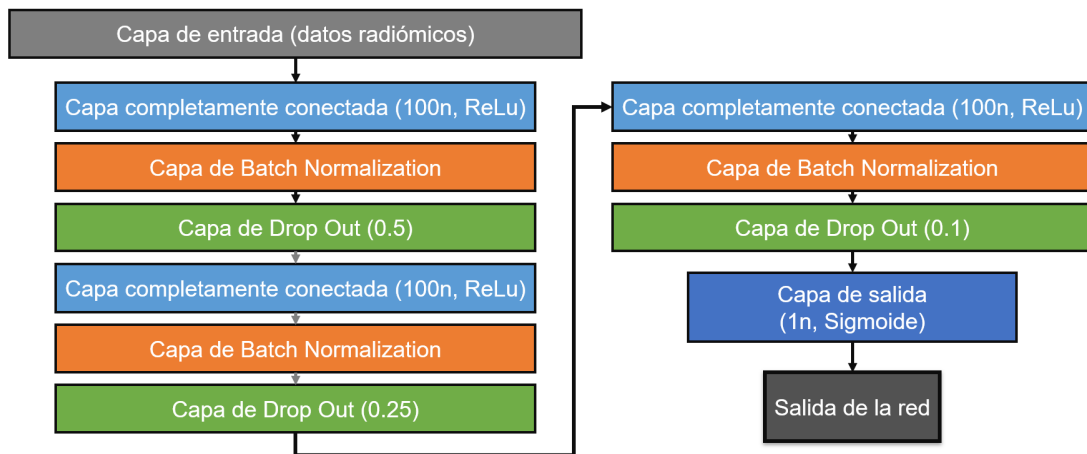 Capa de entrada (datos radiómicos)
Capa completamente conectada (100n, ReLu)
Capa de Batch Normalization
Capa de Drop Out (0.5)
Capa completamente conectada (100n, ReLu)
Capa de Batch Normalization
Capa de Drop Out (0.25)
Capa completamente conectada (100n, ReLu)
Capa de Batch Normalization
Capa de Drop Out (0.1)
Capa de salida
(1n, Sigmoide)
Salida de la red